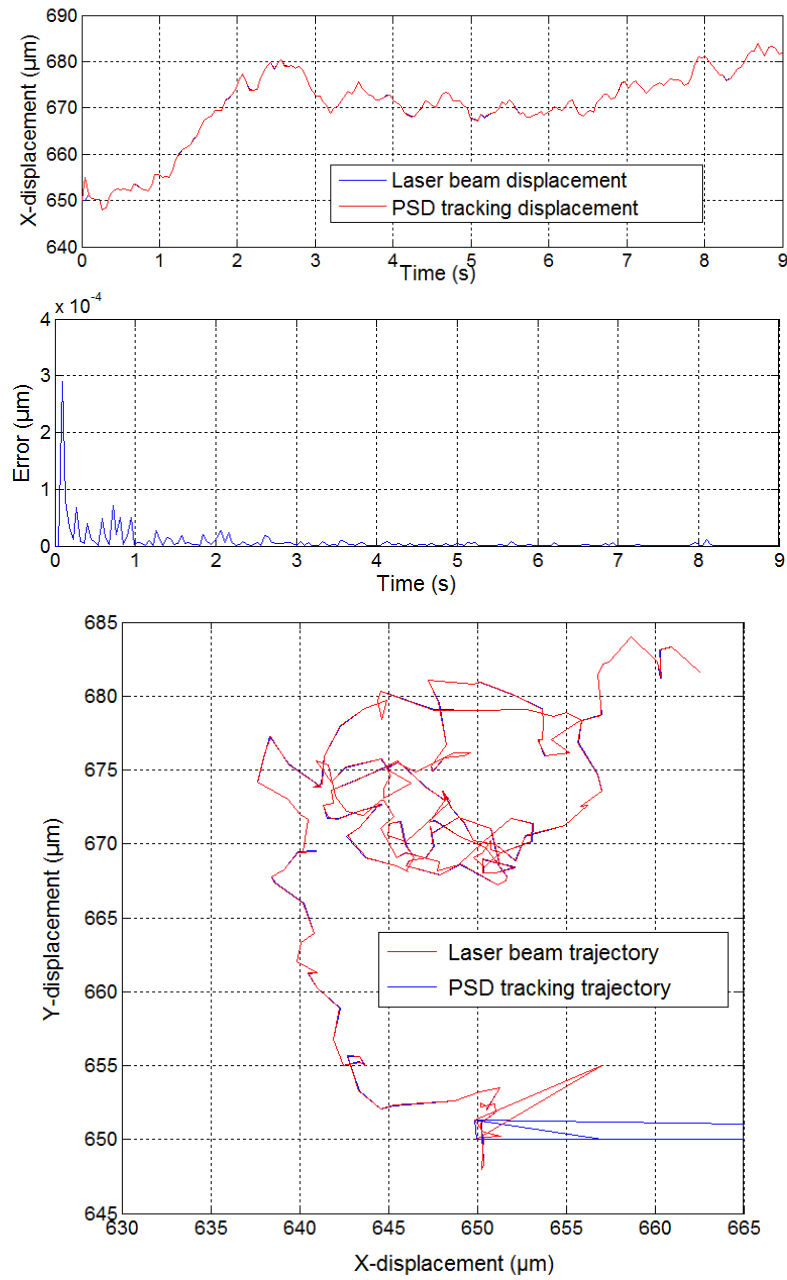 690
680
670
660
650
640
X-displacement (µm)
Laser beam displacement
PSD tracking displacement
0 1 2 3 4 5 6 7 8 9
Time (s)
x 10^-4
4
3
2
1
0
Error (µm)
0 1 2 3 4 5 6 7 8 9
Time (s)
685
680
675
670
665
660
655
650
645
Y-displacement (µm)
Laser beam trajectory
PSD tracking trajectory
630 635 640 645 650 655 660 665
X-displacement (µm)